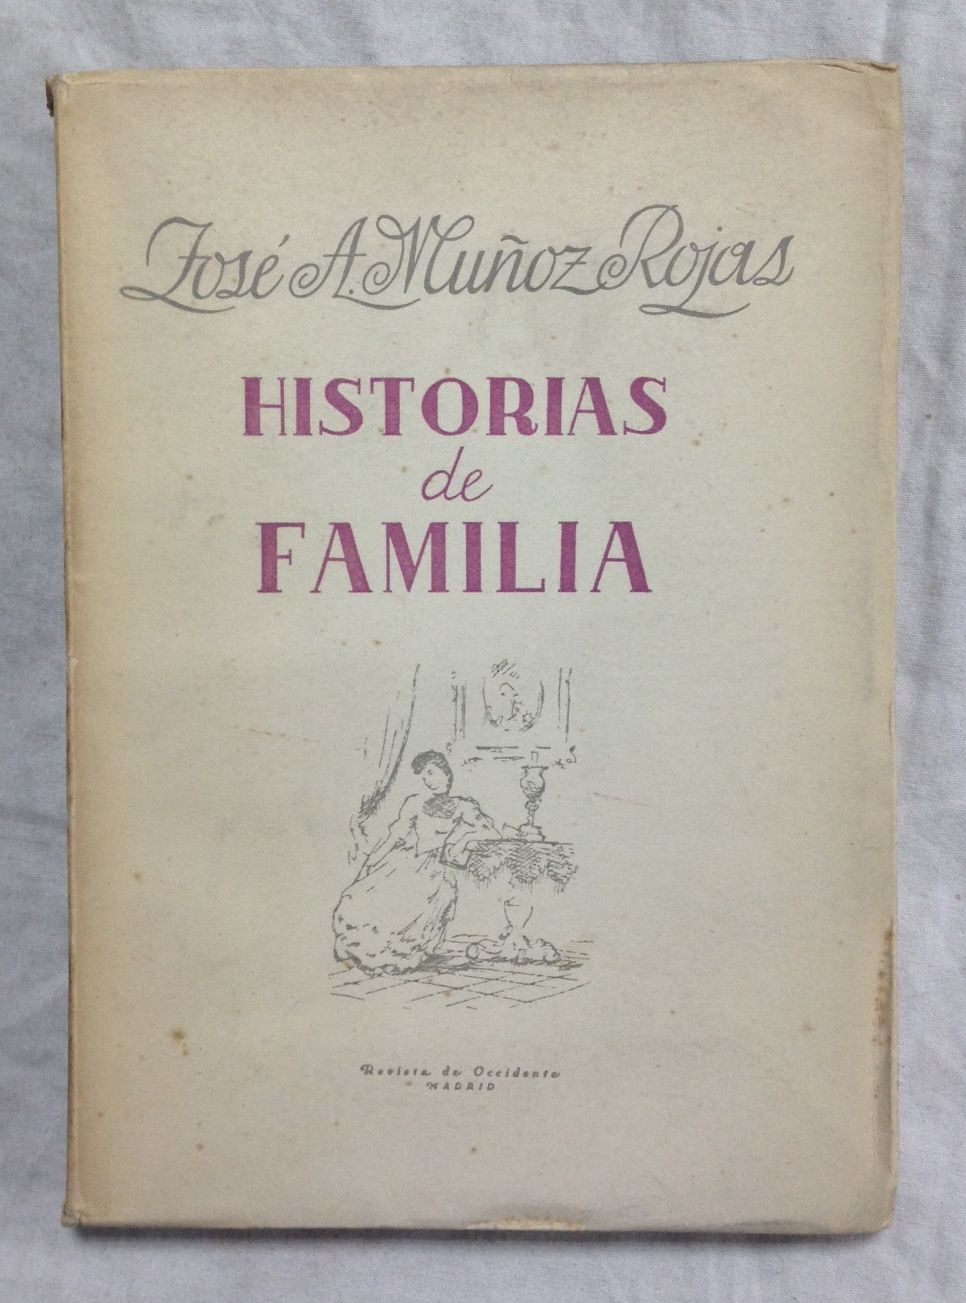 José A. Muñoz Rojas
HISTORIAS
de
FAMILIA
Revista de Occidente
MADRID